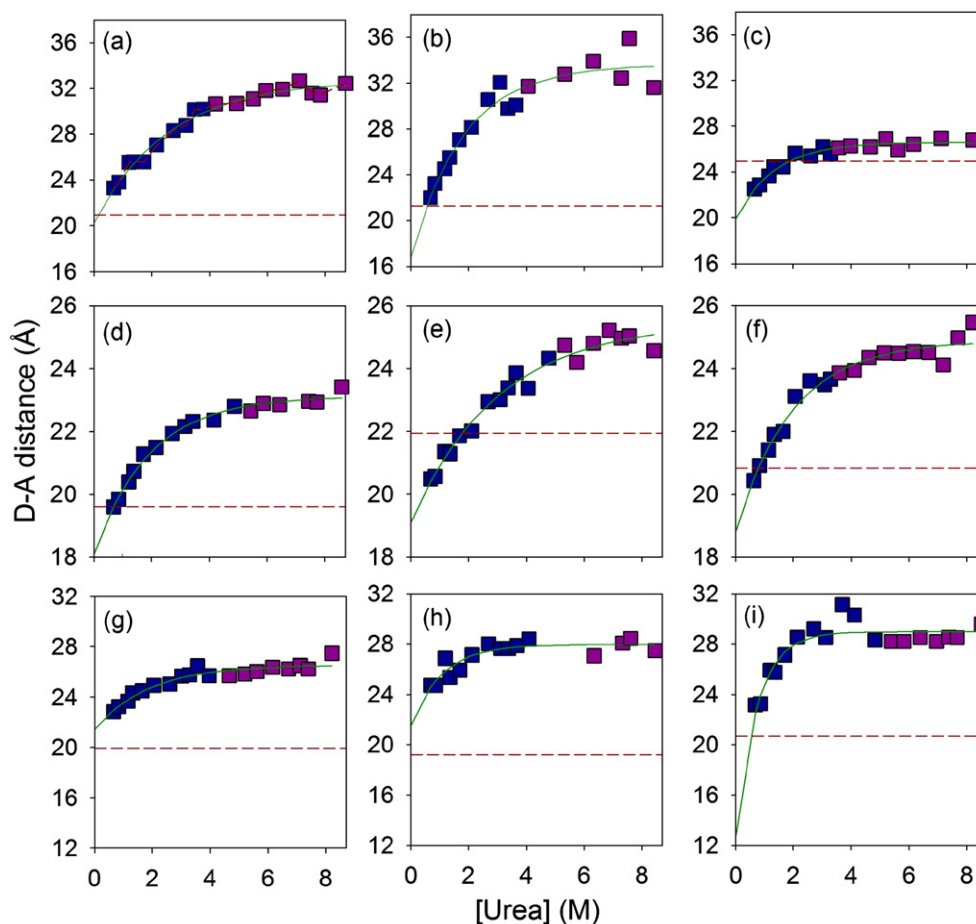 (a) (b) (c)
36 36 36
32 32 32
28 28 28
24 24 24
20 20 20
16 16 16
D-A distance (Å)
(d) (e) (f)
26 26 26
24 24 24
22 22 22
20 20 20
18 18 18
(g) (h) (i)
32 32 32
28 28 28
24 24 24
20 20 20
16 16 16
12 12 12
0 2 4 6 8 0 2 4 6 8 0 2 4 6 8
[Urea] (M)